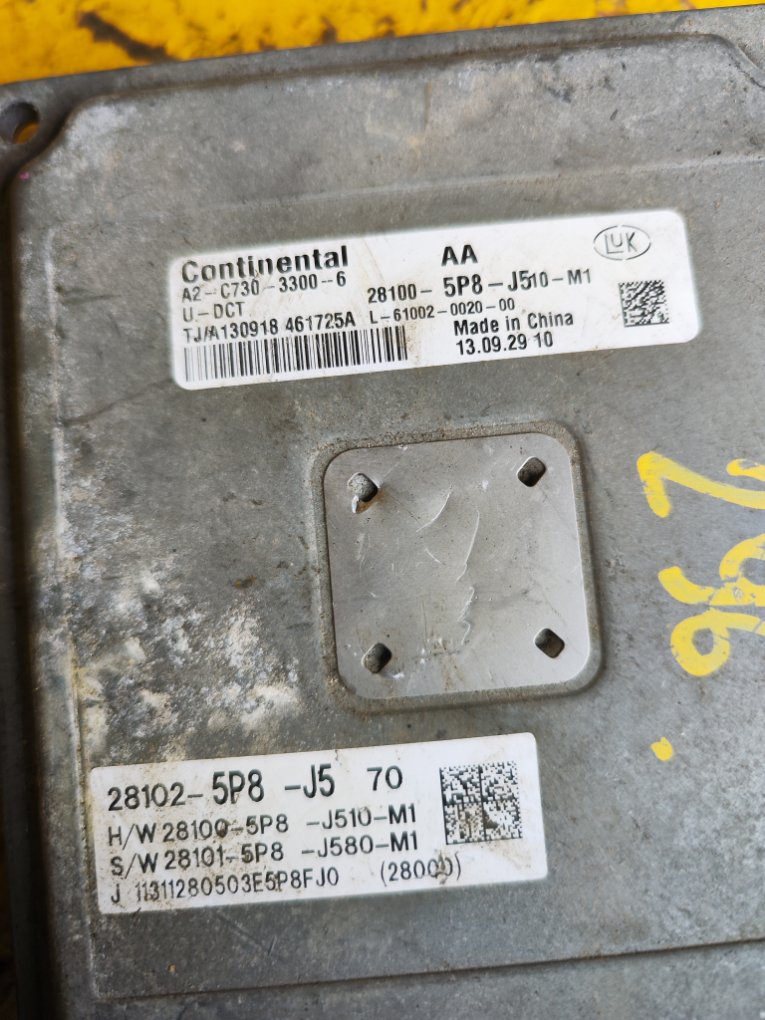 Continental AA LUK
A2-C730-3300-6 28100-5P8-J510-M1
U-DCT L-61002-0020-00
TJ/A130918 461725A Made in China
13.09.29 10
28102-5P8-J5 70
H/W 28100-5P8-J510-M1
S/W 28101-5P8-J580-M1
J 11311280503E5P8FJ0 (28000)